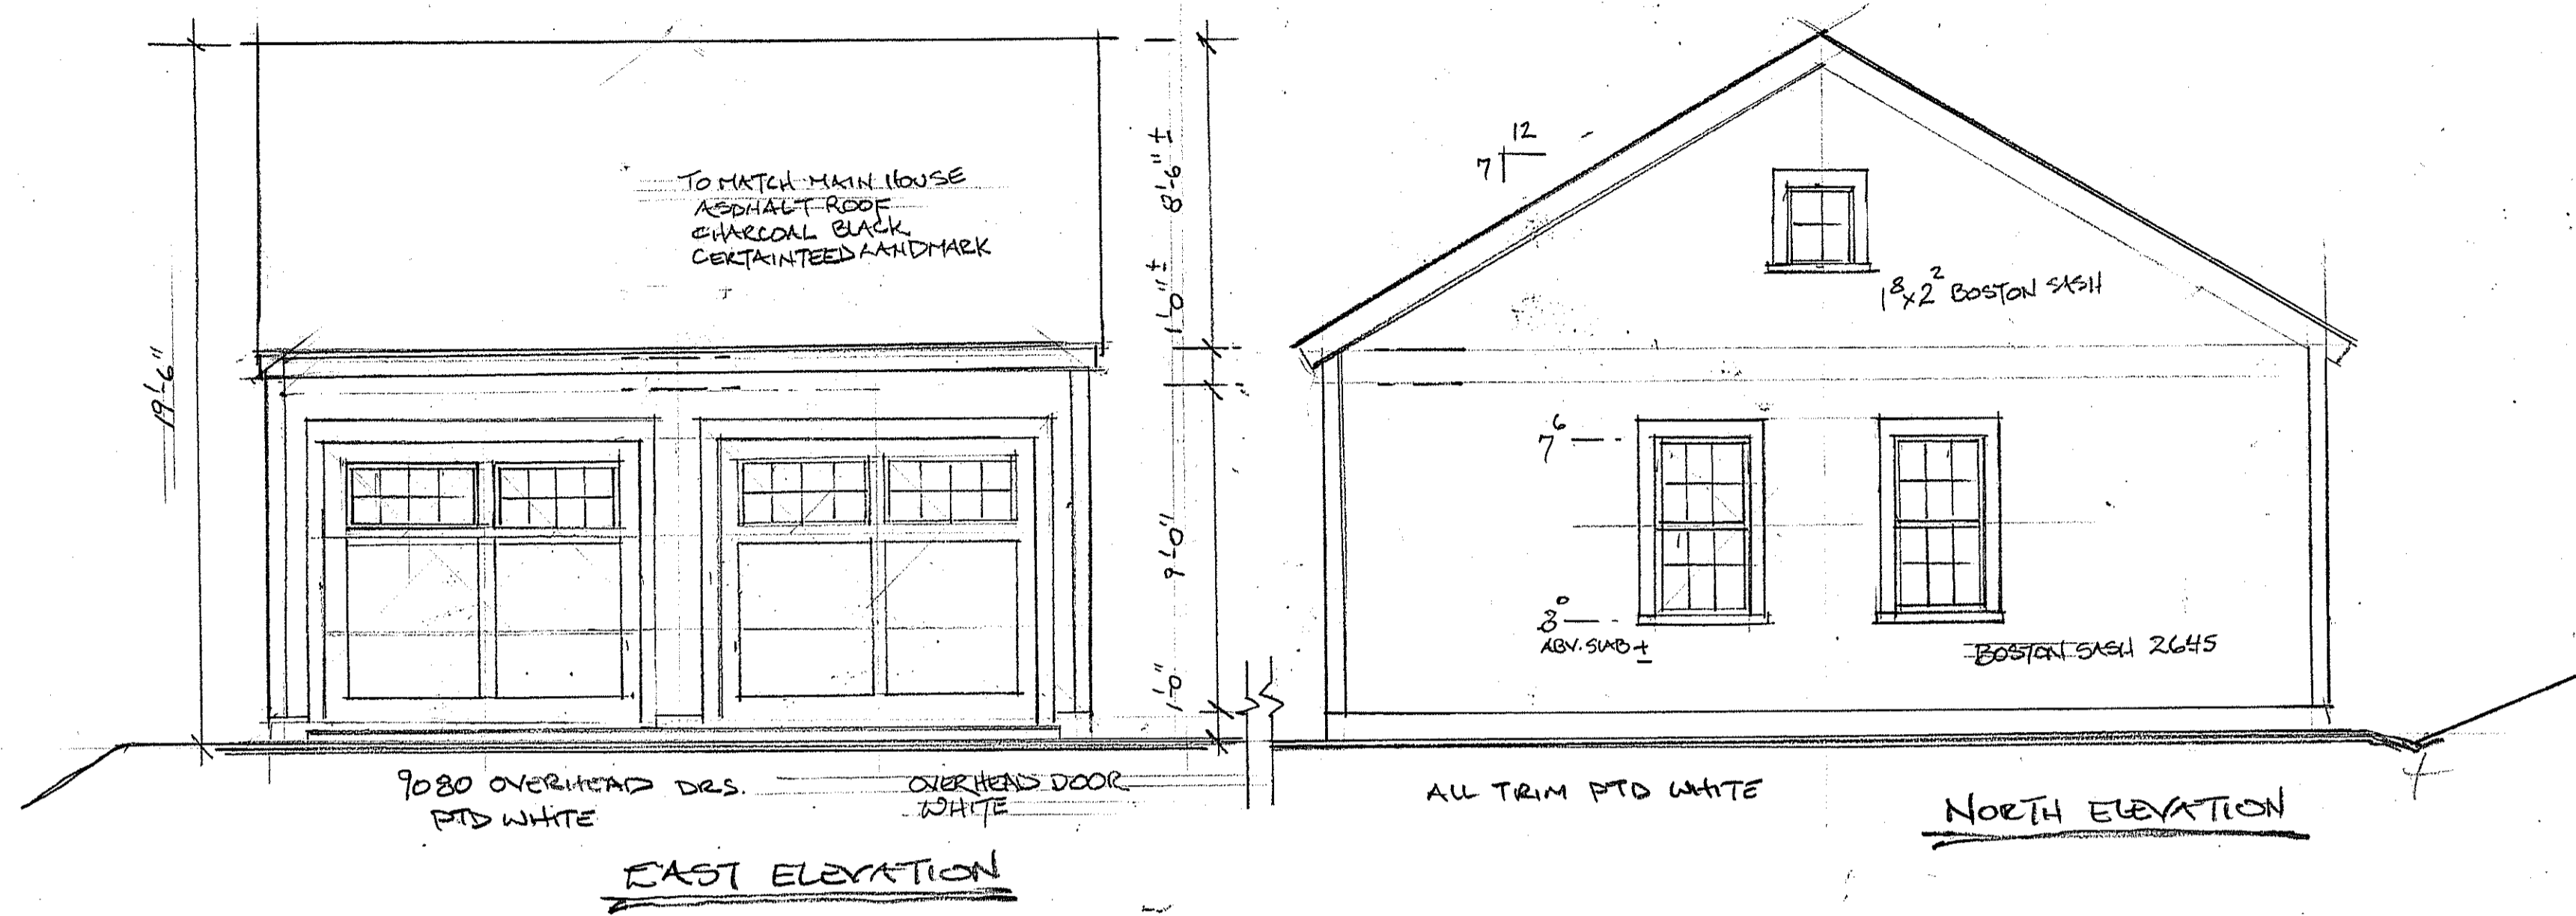 19'-6"
TO MATCH MAIN HOUSE
ASPHALT ROOF
CHARCOAL BLACK
CERTAINTEED LANDMARK
8'-6" ±
1'-0" ±
9'-0"
1'-0"
9080 OVERHEAD DRS.
PTD WHITE
OVERHEAD DOOR
WHITE
EAST ELEVATION
12
7
1⁸x2² BOSTON SASH
7⁶
3⁰
ABV. SLAB ±
BOSTON SASH 2645
ALL TRIM PTD WHITE
NORTH ELEVATION